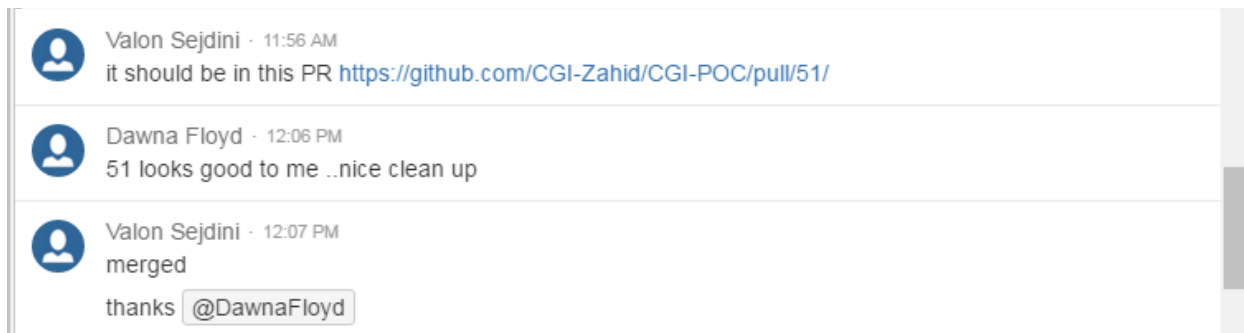 Valon Sejdini · 11:56 AM
it should be in this PR https://github.com/CGI-Zahid/CGI-POC/pull/51/
Dawna Floyd · 12:06 PM
51 looks good to me ..nice clean up
Valon Sejdini · 12:07 PM
merged
thanks @DawnaFloyd